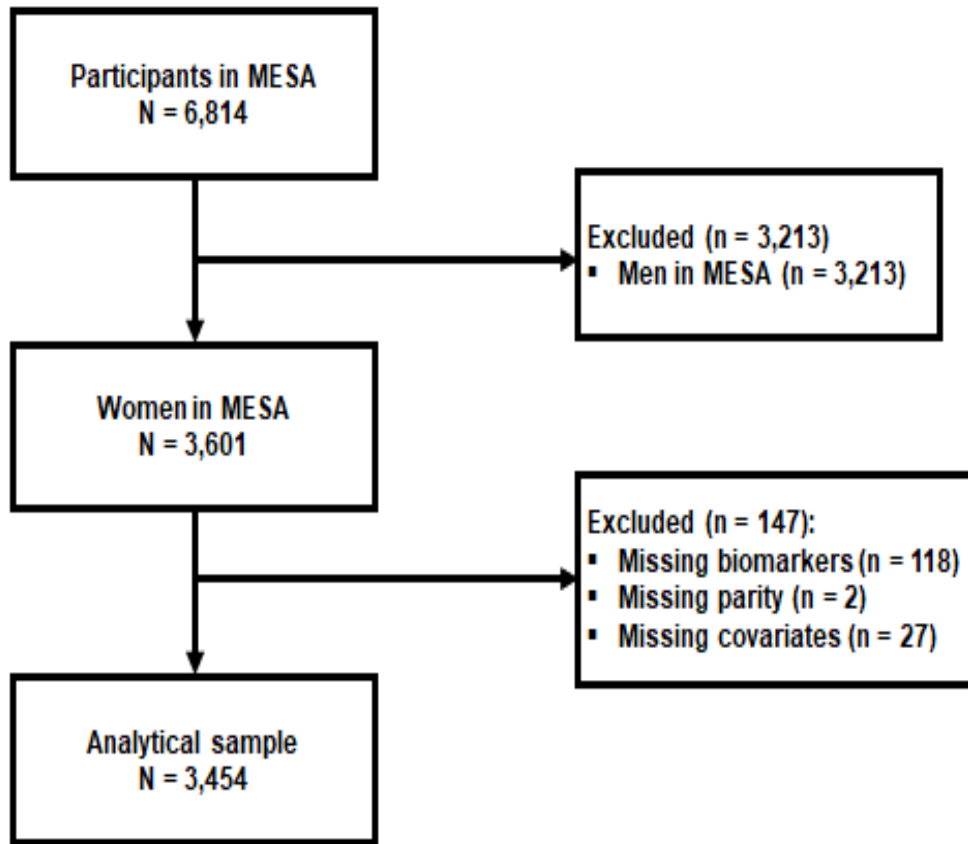 Participants in MESA
N = 6,814
Excluded (n = 3,213)
▪ Men in MESA (n = 3,213)
Women in MESA
N = 3,601
Excluded (n = 147):
▪ Missing biomarkers (n = 118)
▪ Missing parity (n = 2)
▪ Missing covariates (n = 27)
Analytical sample
N = 3,454